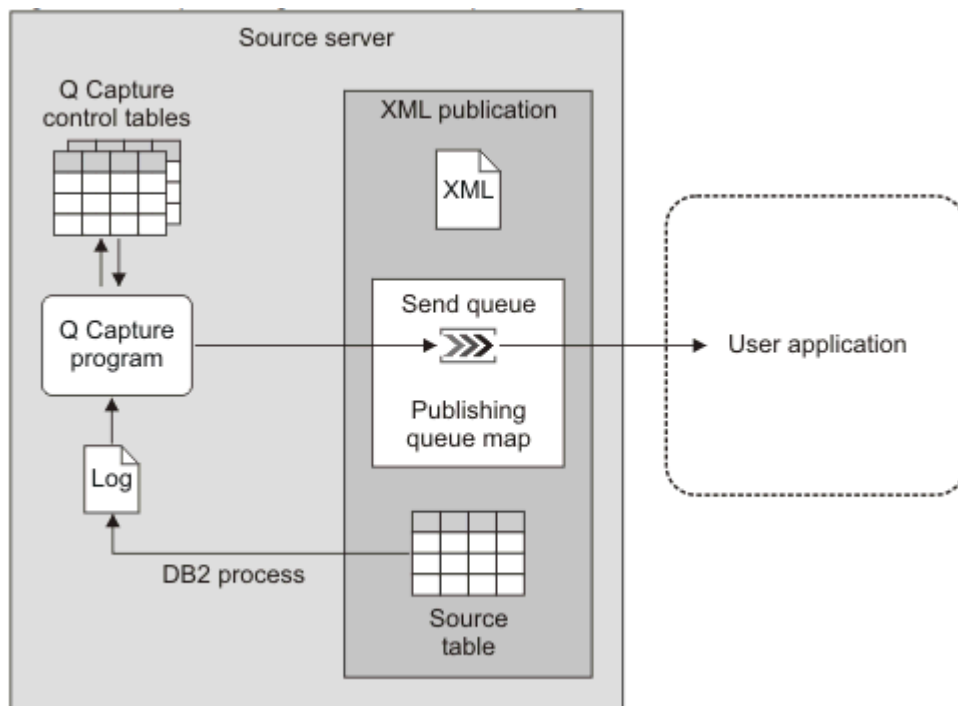 Source server
Q Capture
control tables
XML publication
XML
Q Capture
program
Send queue
Publishing
queue map
User application
Log
DB2 process
Source
table